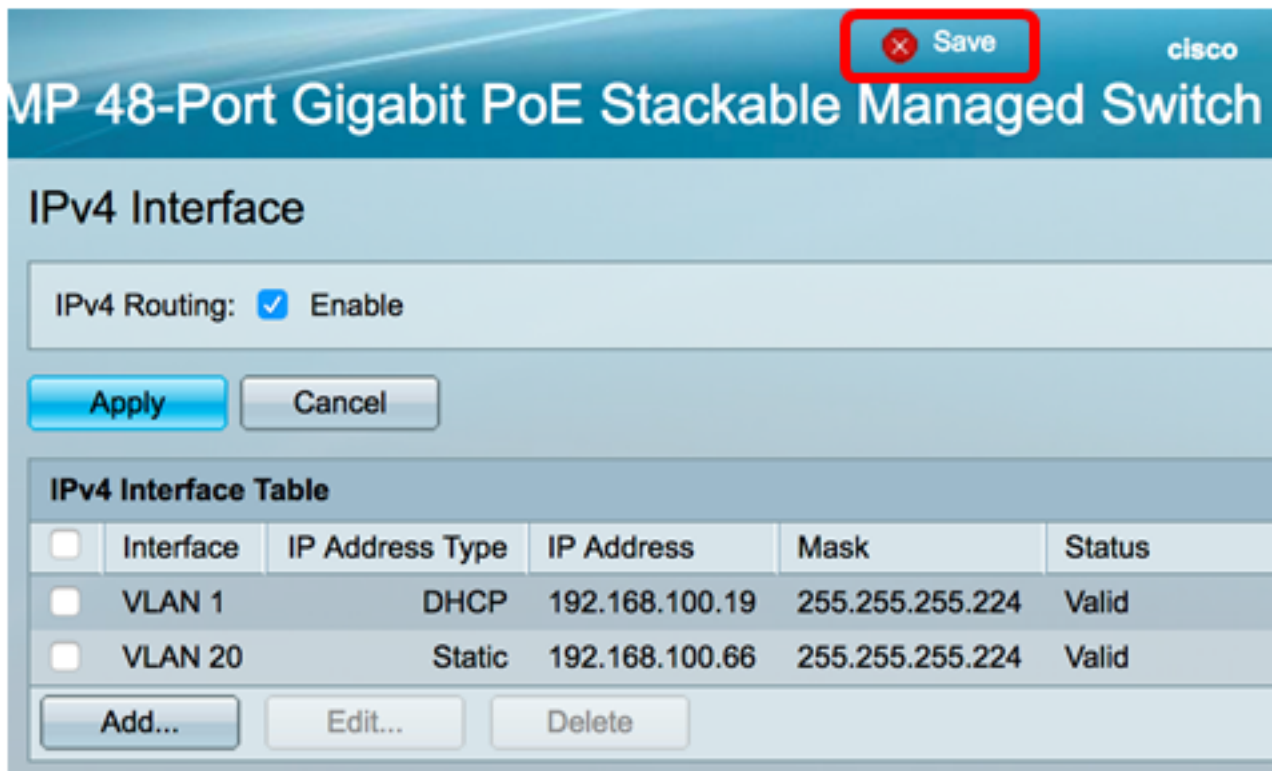 Save
cisco
MP 48-Port Gigabit PoE Stackable Managed Switch
IPv4 Interface
IPv4 Routing: Enable
Apply Cancel
IPv4 Interface Table
Interface IP Address Type IP Address Mask Status
VLAN 1 DHCP 192.168.100.19 255.255.255.224 Valid
VLAN 20 Static 192.168.100.66 255.255.255.224 Valid
Add... Edit... Delete